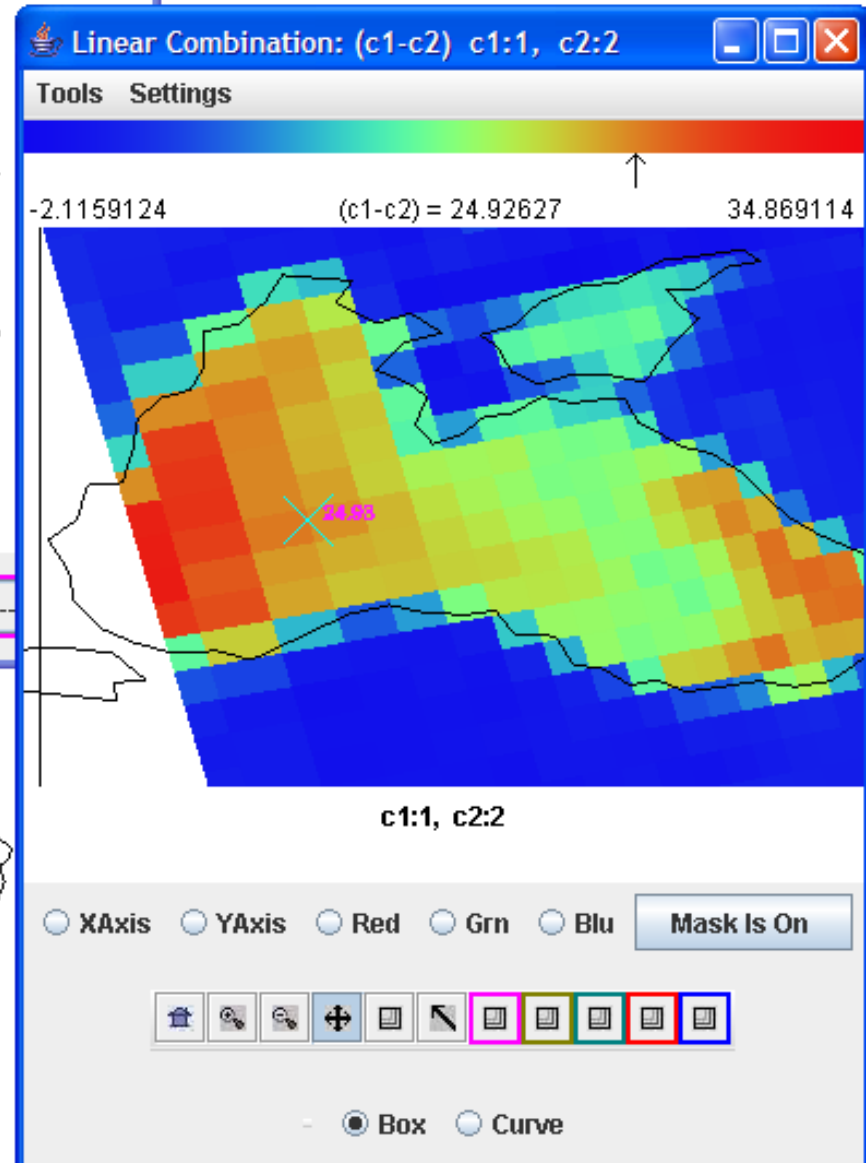 Linear Combination: (c1-c2) c1:1, c2:2
Tools Settings
-2.1159124 (c1-c2) = 24.92627 34.869114
24.93
c1:1, c2:2
XAxis YAxis Red Grn Blu Mask Is On
Box Curve